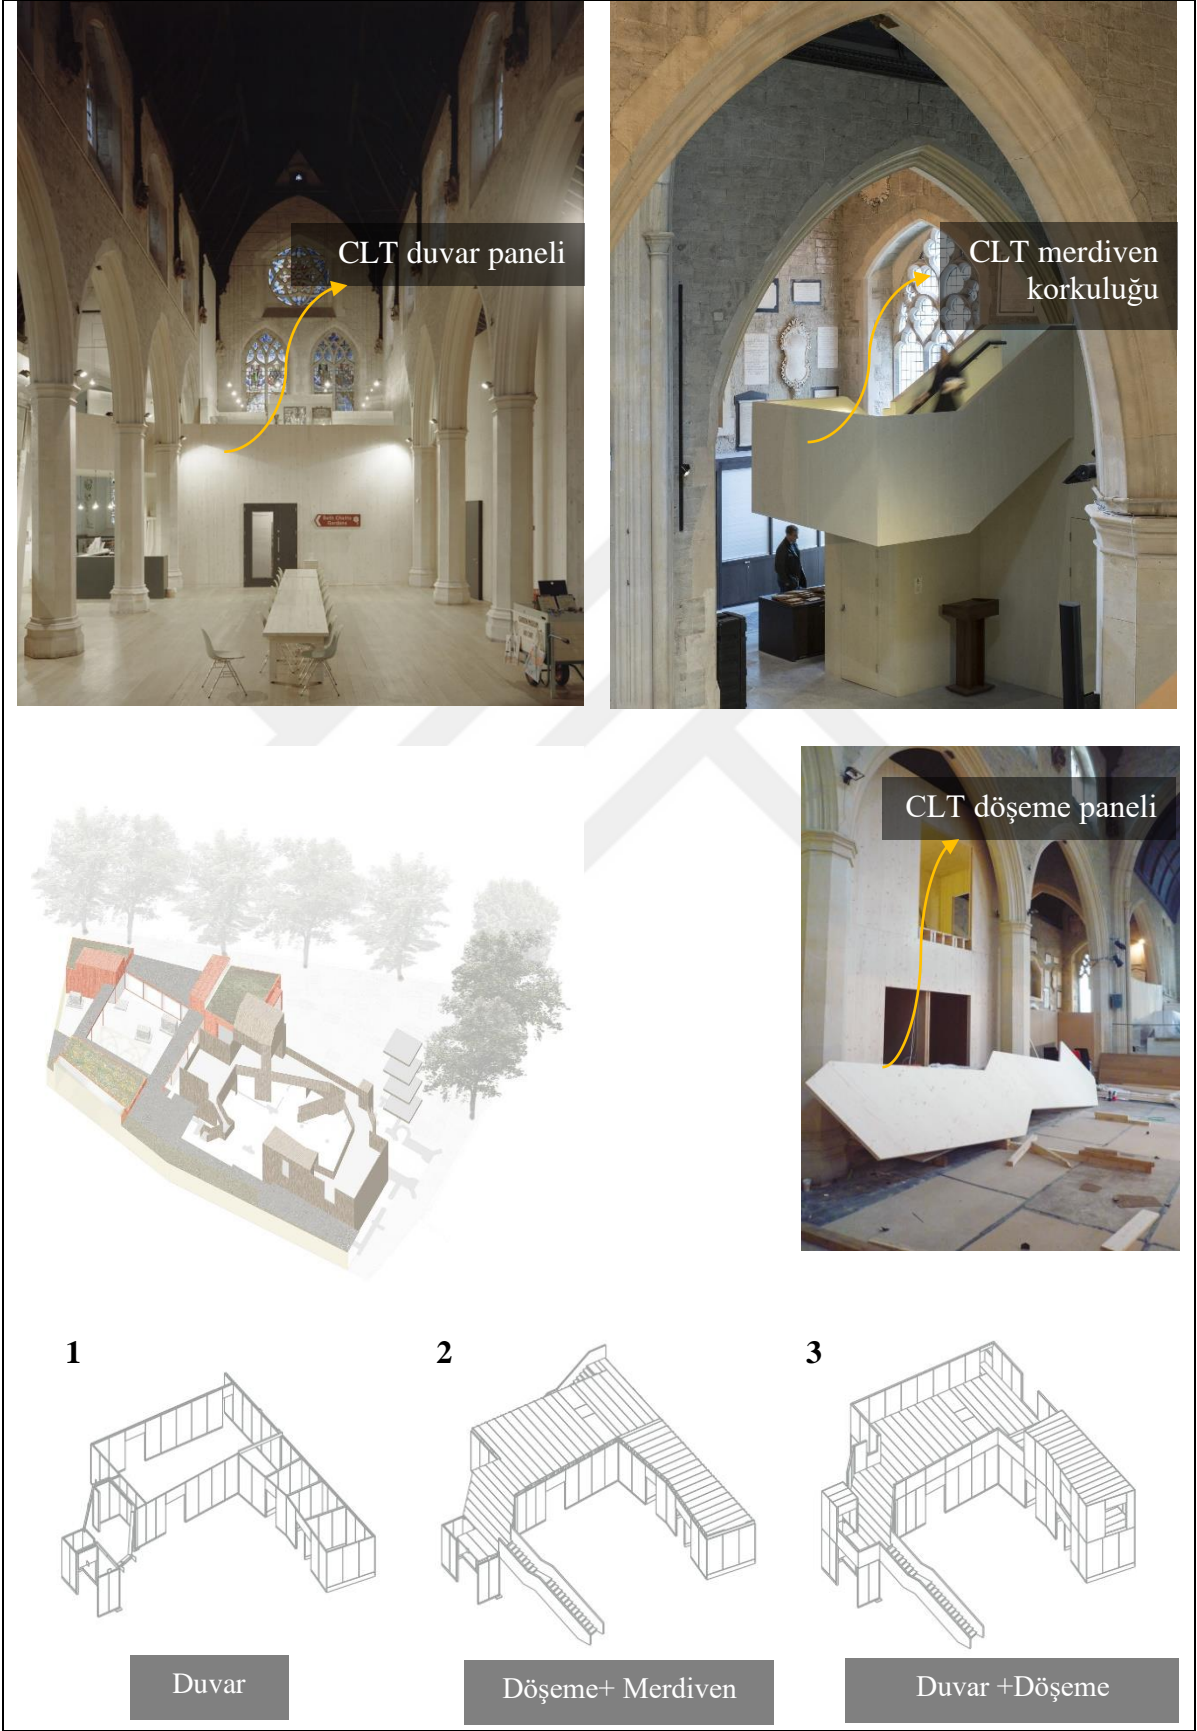 CLT duvar paneli
CLT merdiven
korkuluğu
CLT döşeme paneli
1
2
3
Duvar
Döşeme+ Merdiven
Duvar +Döşeme